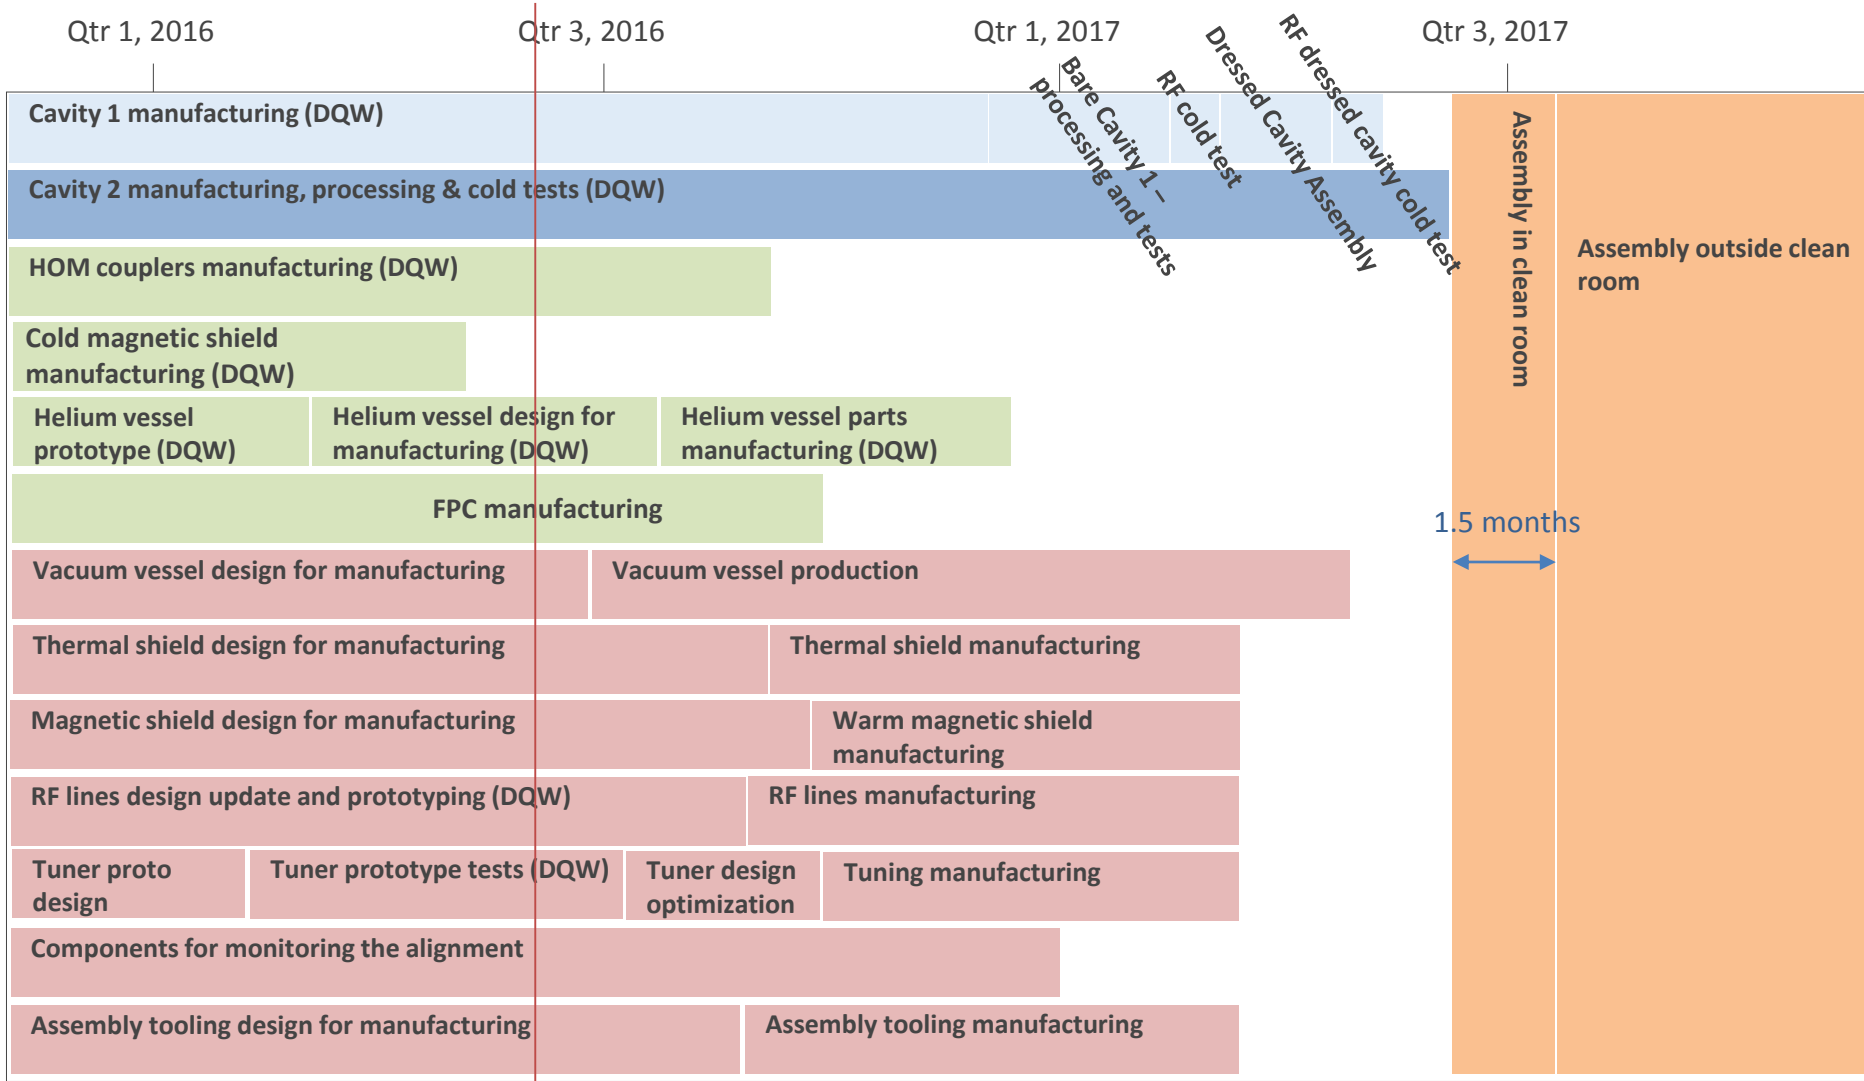 Qtr 1, 2016
Qtr 3, 2016
Qtr 1, 2017
Qtr 3, 2017
Cavity 1 manufacturing (DQW)
Bare Cavity 1 –
processing and tests
RF cold test
Dressed Cavity Assembly
RF dressed cavity cold test
Cavity 2 manufacturing, processing & cold tests (DQW)
HOM couplers manufacturing (DQW)
Cold magnetic shield
manufacturing (DQW)
Helium vessel
prototype (DQW)
Helium vessel design for
manufacturing (DQW)
Helium vessel parts
manufacturing (DQW)
FPC manufacturing
Vacuum vessel design for manufacturing
Vacuum vessel production
Thermal shield design for manufacturing
Thermal shield manufacturing
Magnetic shield design for manufacturing
Warm magnetic shield
manufacturing
RF lines design update and prototyping (DQW)
RF lines manufacturing
Tuner proto
design
Tuner prototype tests (DQW)
Tuner design
optimization
Tuning manufacturing
Components for monitoring the alignment
Assembly tooling design for manufacturing
Assembly tooling manufacturing
Assembly in clean room
1.5 months
Assembly outside clean
room